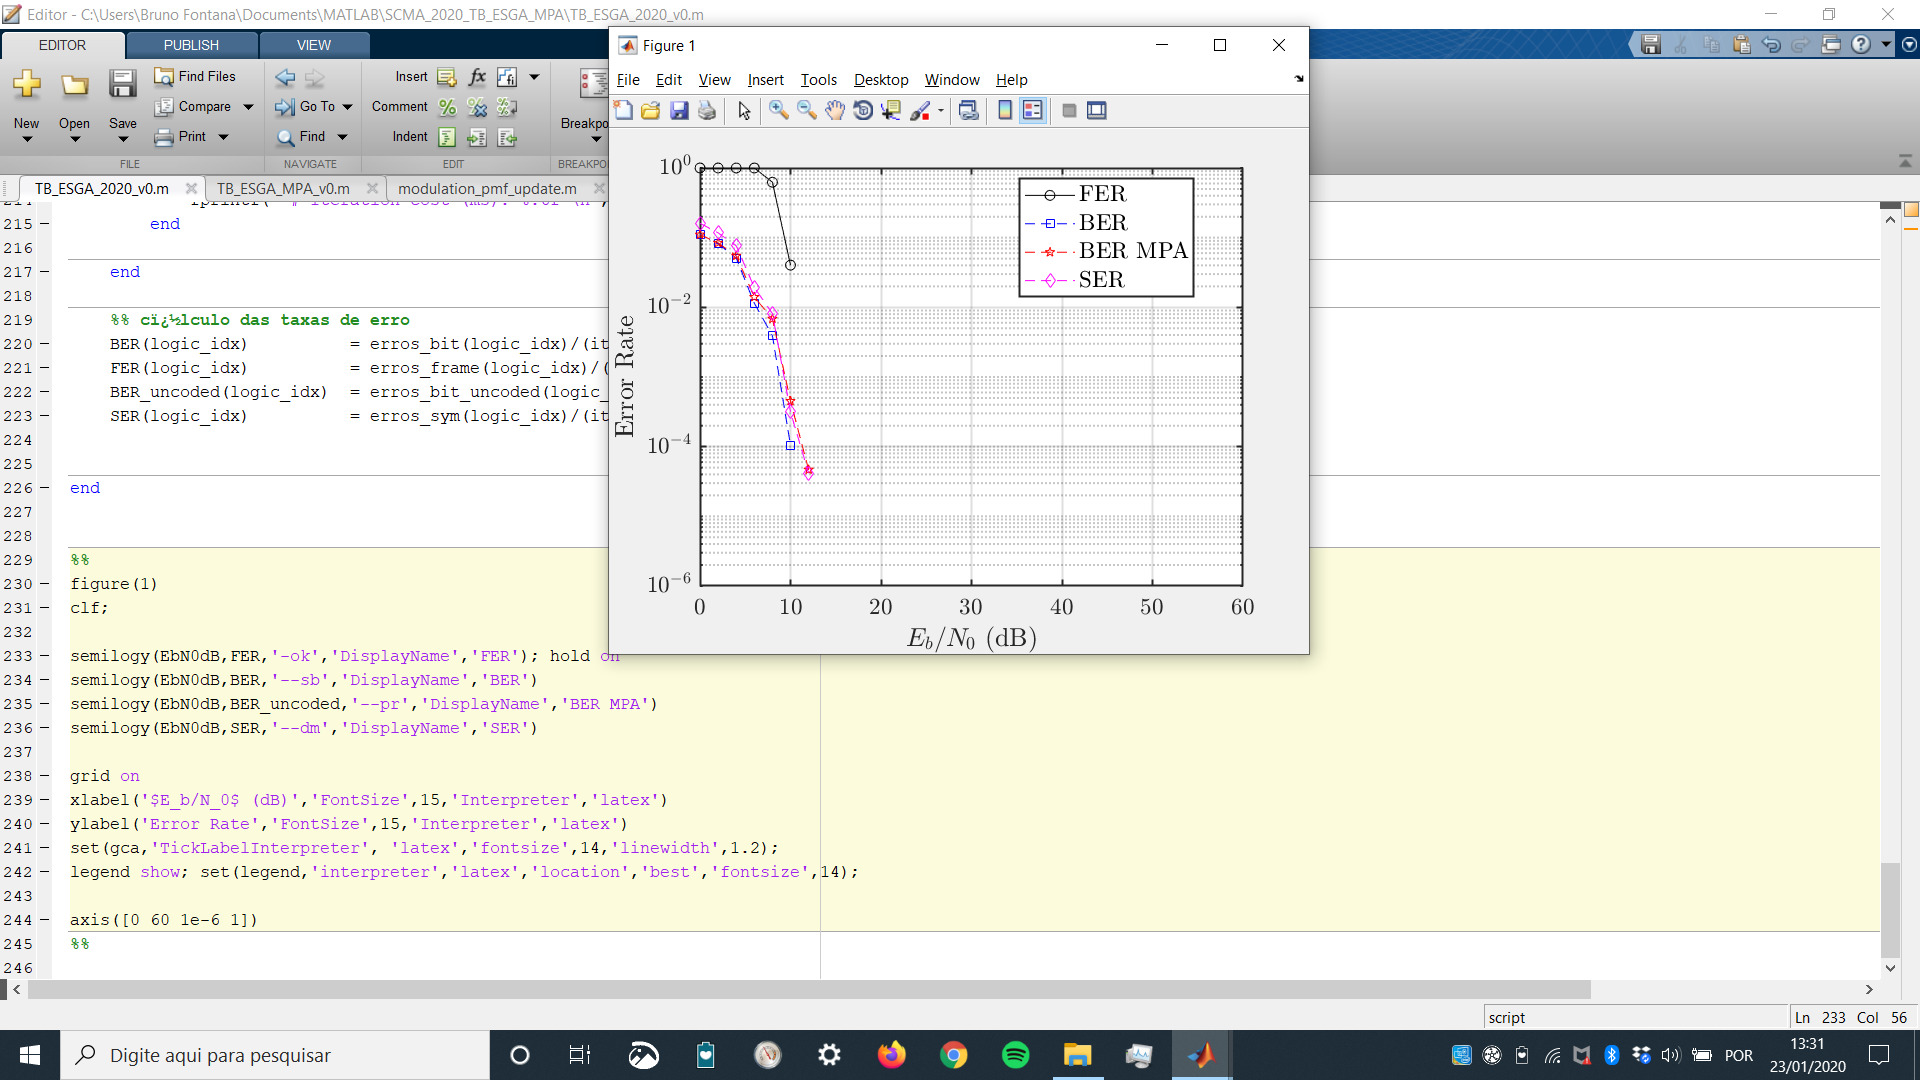 Editor - C:\Users\Bruno Fontana\Documents\MATLAB\SCMA_2020_TB_ESGA_MPA\TB_ESGA_2020_v0.m
EDITOR PUBLISH VIEW
New Open Save
Find Files
Compare
Print
FILE
Go To
Find
NAVIGATE
Insert
Comment
Indent
EDIT
Breakpo
BREAKPO
TB_ESGA_2020_v0.m TB_ESGA_MPA_v0.m modulation_pmf_update.m
215 end
216
217 end
218
219 %% cï¿½lculo das taxas de erro
220 BER(logic_idx) = erros_bit(logic_idx)/(it
221 FER(logic_idx) = erros_frame(logic_idx)/(
222 BER_uncoded(logic_idx) = erros_bit_uncoded(logic_
223 SER(logic_idx) = erros_sym(logic_idx)/(it
224
225
226 end
227
228
229 %%
230 figure(1)
231 clf;
232
233 semilogy(EbN0dB,FER,'-ok','DisplayName','FER'); hold on
234 semilogy(EbN0dB,BER,'--sb','DisplayName','BER')
235 semilogy(EbN0dB,BER_uncoded,'--pr','DisplayName','BER MPA')
236 semilogy(EbN0dB,SER,'--dm','DisplayName','SER')
237
238 grid on
239 xlabel('$E_b/N_0$ (dB)','FontSize',15,'Interpreter','latex')
240 ylabel('Error Rate','FontSize',15,'Interpreter','latex')
241 set(gca,'TickLabelInterpreter', 'latex','fontsize',14,'linewidth',1.2);
242 legend show; set(legend,'interpreter','latex','location','best','fontsize',14);
243
244 axis([0 60 1e-6 1])
245 %%
246
Figure 1
File Edit View Insert Tools Desktop Window Help
10^0
10^-2
10^-4
10^-6
Error Rate
FER
BER
BER MPA
SER
0 10 20 30 40 50 60
E_b/N_0 (dB)
script
Ln 233 Col 56
Digite aqui para pesquisar
POR
13:31
23/01/2020